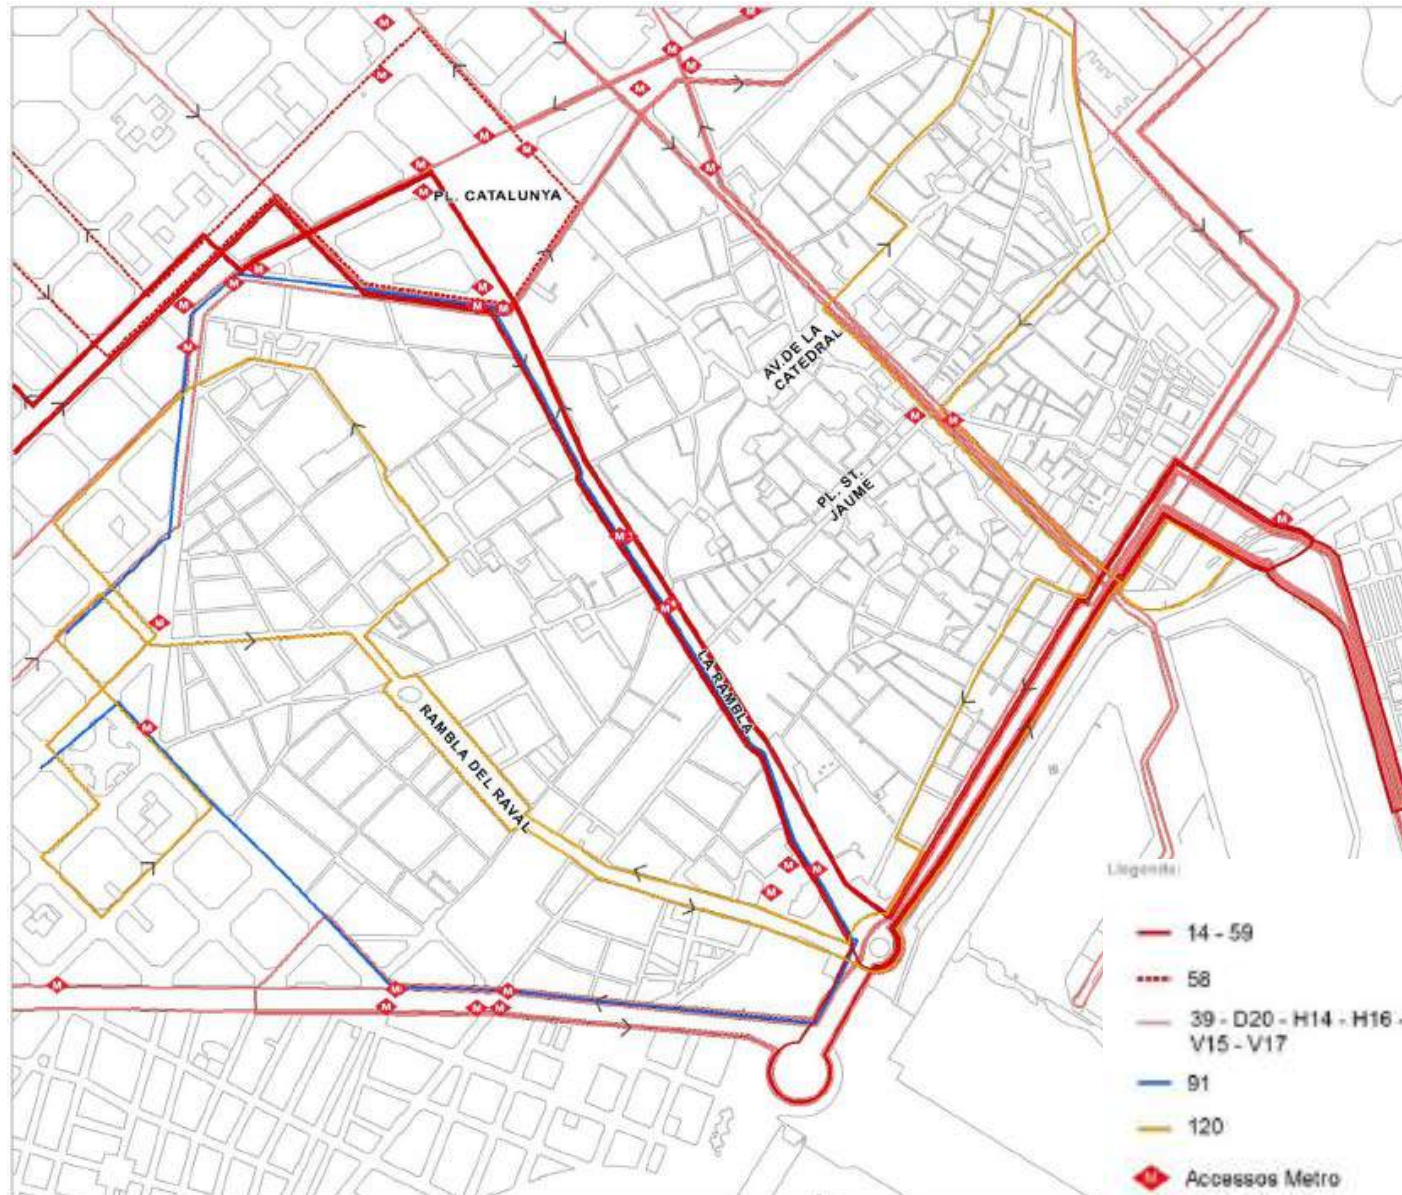 PL. CATALUNYA
AV. DE LA
CATEDRAL
PL. ST.
JAUME
LA RAMBLA
RAMBLA DEL RAVAL
Llegenda:
14 - 59
58
39 - D20 - H14 - H16 -
V15 - V17
91
120
M Accessos Metro